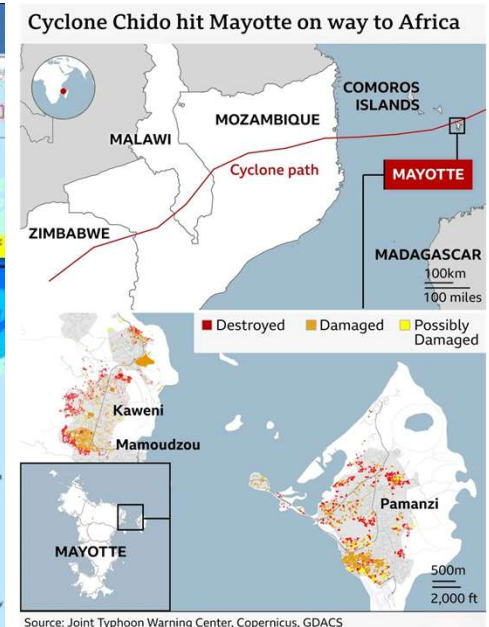 Cyclone Chido hit Mayotte on way to Africa
COMOROS
ISLANDS
MOZAMBIQUE
MALAWI
Cyclone path
MAYOTTE
ZIMBABWE
MADAGASCAR
100km
100 miles
Destroyed
Damaged
Possibly
Damaged
Kaweni
Mamoudzou
Pamanzi
MAYOTTE
500m
2,000 ft
Source: Joint Typhoon Warning Center, Copernicus, GDACS